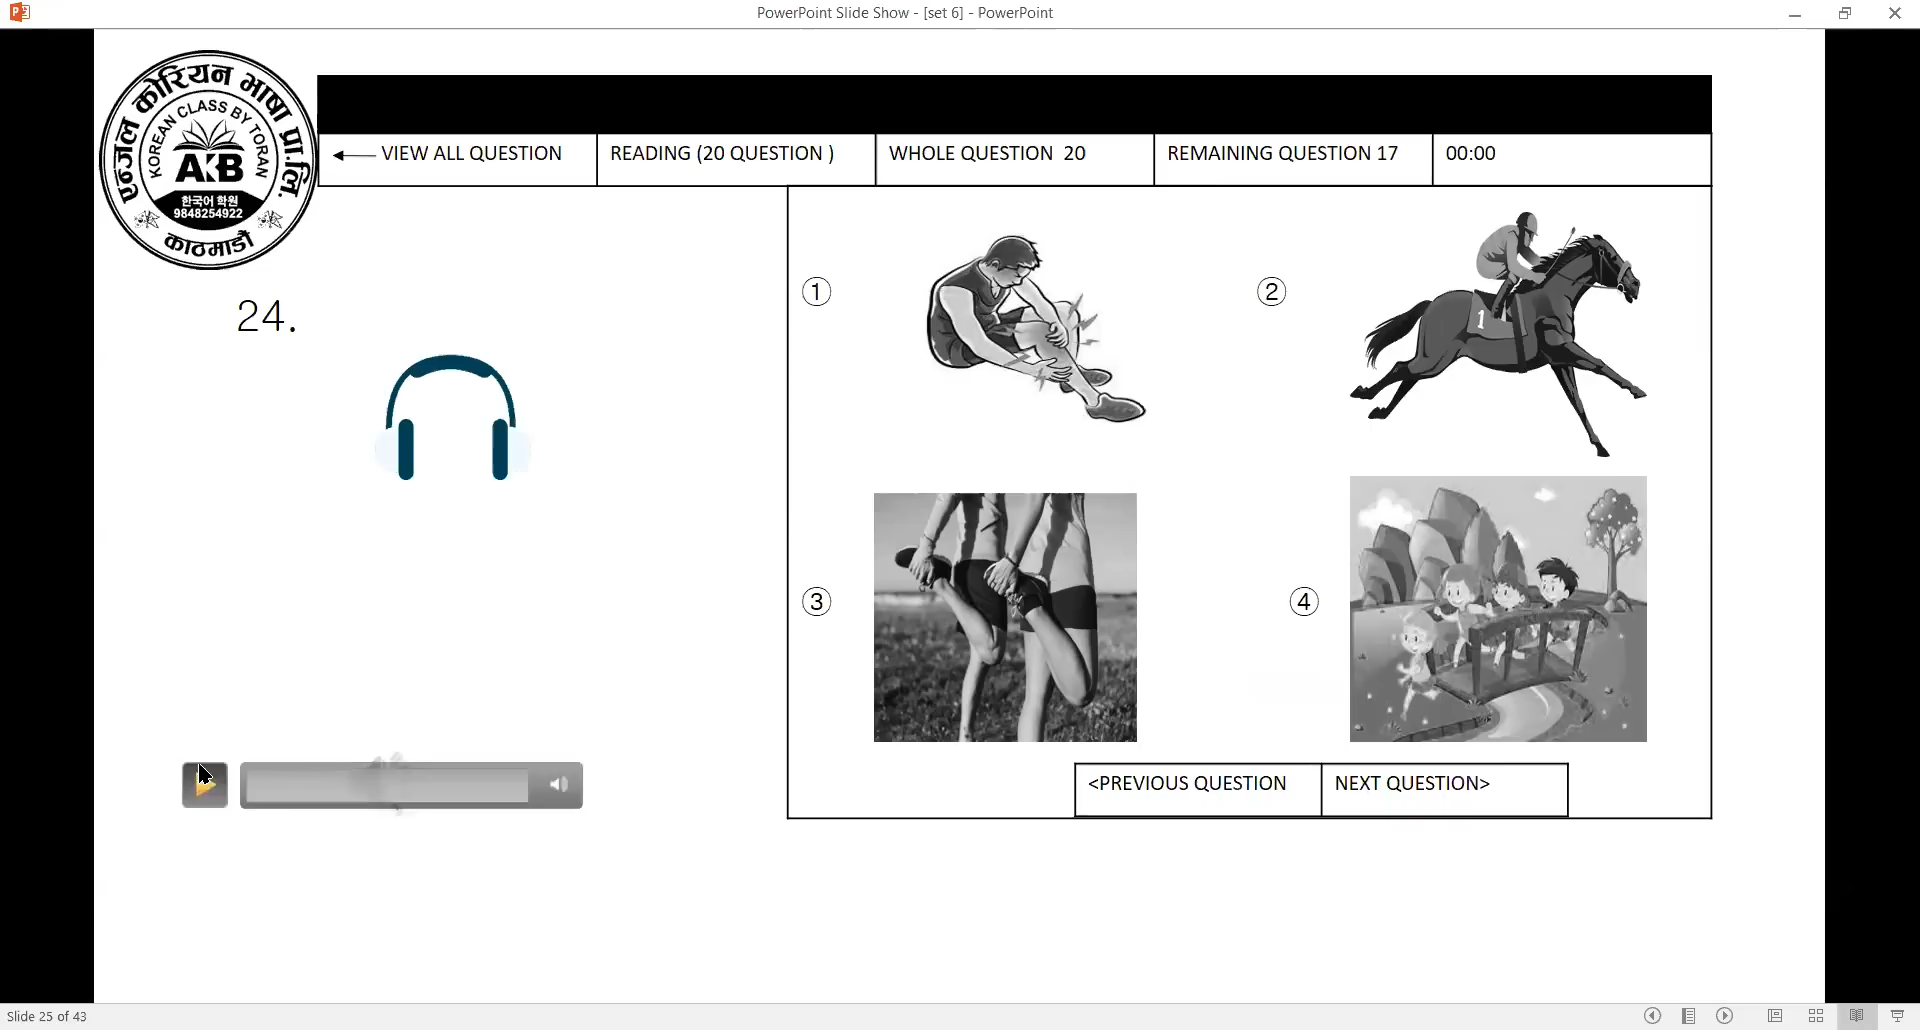 PowerPoint Slide Show - [set 6] - PowerPoint
एन्जल कोरियन भाषा प्रा.लि.
KOREAN CLASS BY TORAN
AKB
한국어 학원
9848254922
काठमाडौं
VIEW ALL QUESTION
READING (20 QUESTION )
WHOLE QUESTION 20
REMAINING QUESTION 17
00:00
24.
①
②
1
③
④
<PREVIOUS QUESTION
NEXT QUESTION>
Slide 25 of 43